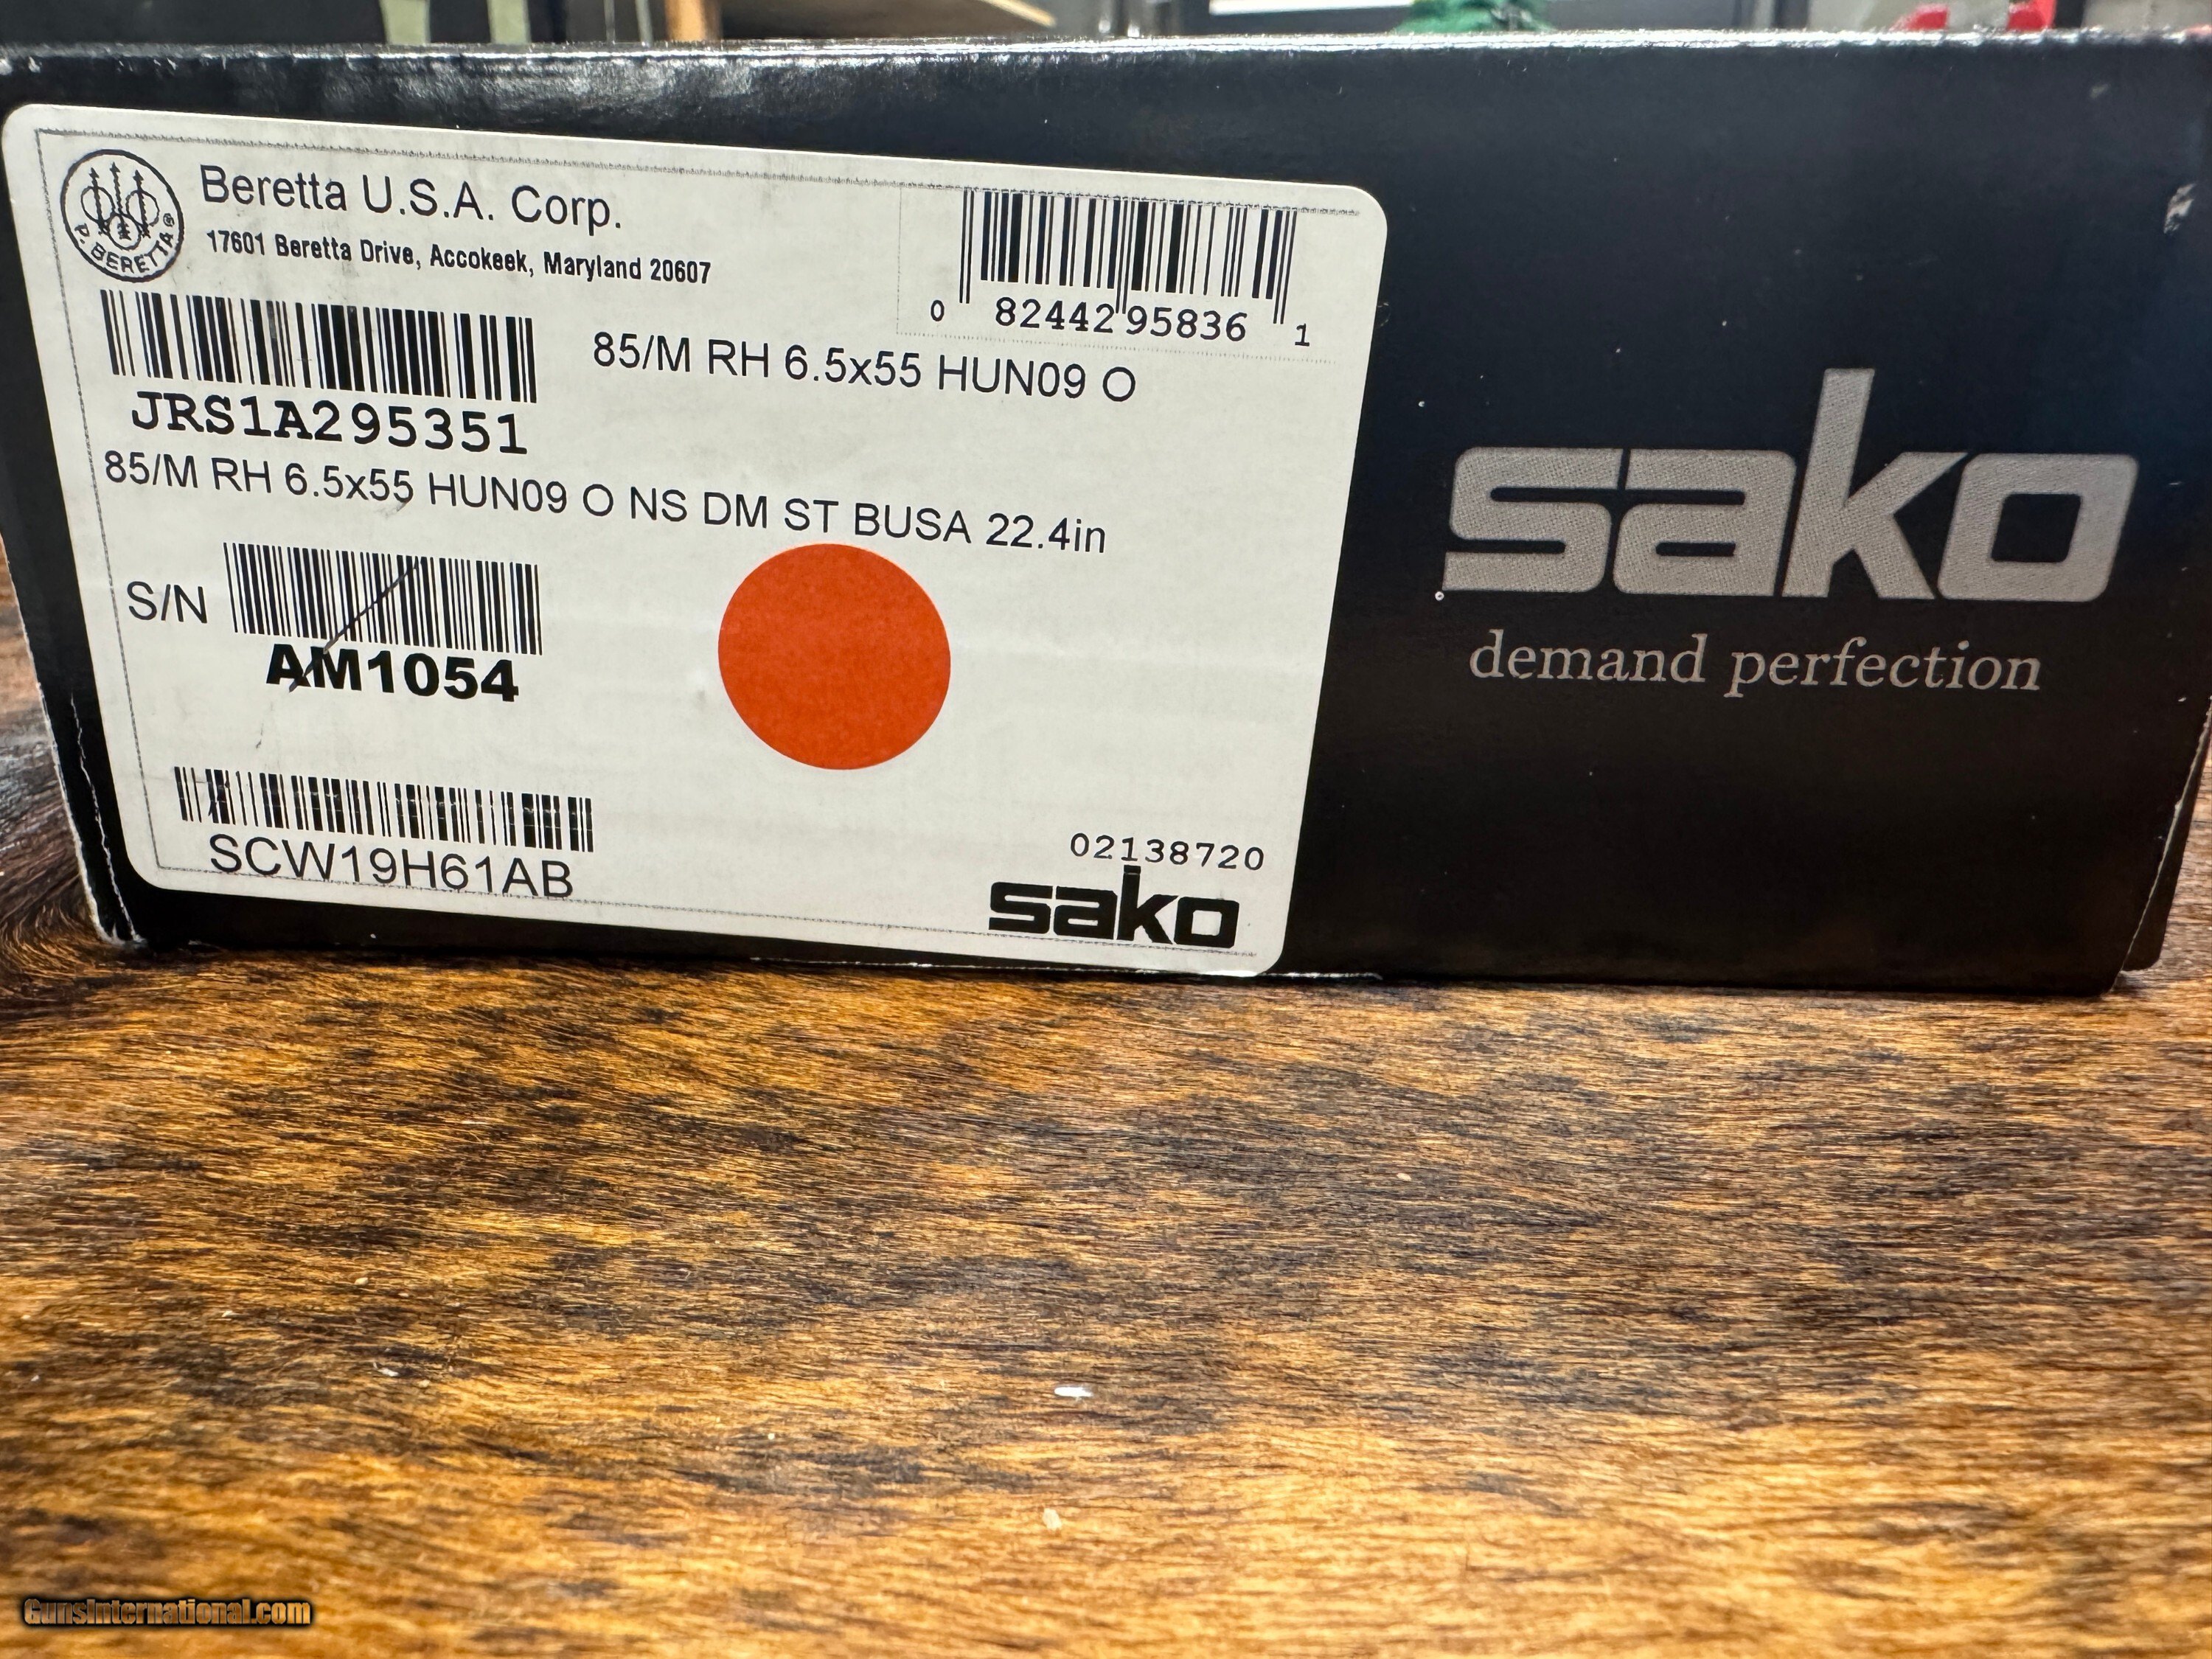 P. BERETTA®
Beretta U.S.A. Corp.
17601 Beretta Drive, Accokeek, Maryland 20607
0 82442 95836 1
JRS1A295351
85/M RH 6.5x55 HUN09 O
85/M RH 6.5x55 HUN09 O NS DM ST BUSA 22.4in
S/N
AM1054
SCW19H61AB
02138720
sako
sako
demand perfection
GunsInternational.com